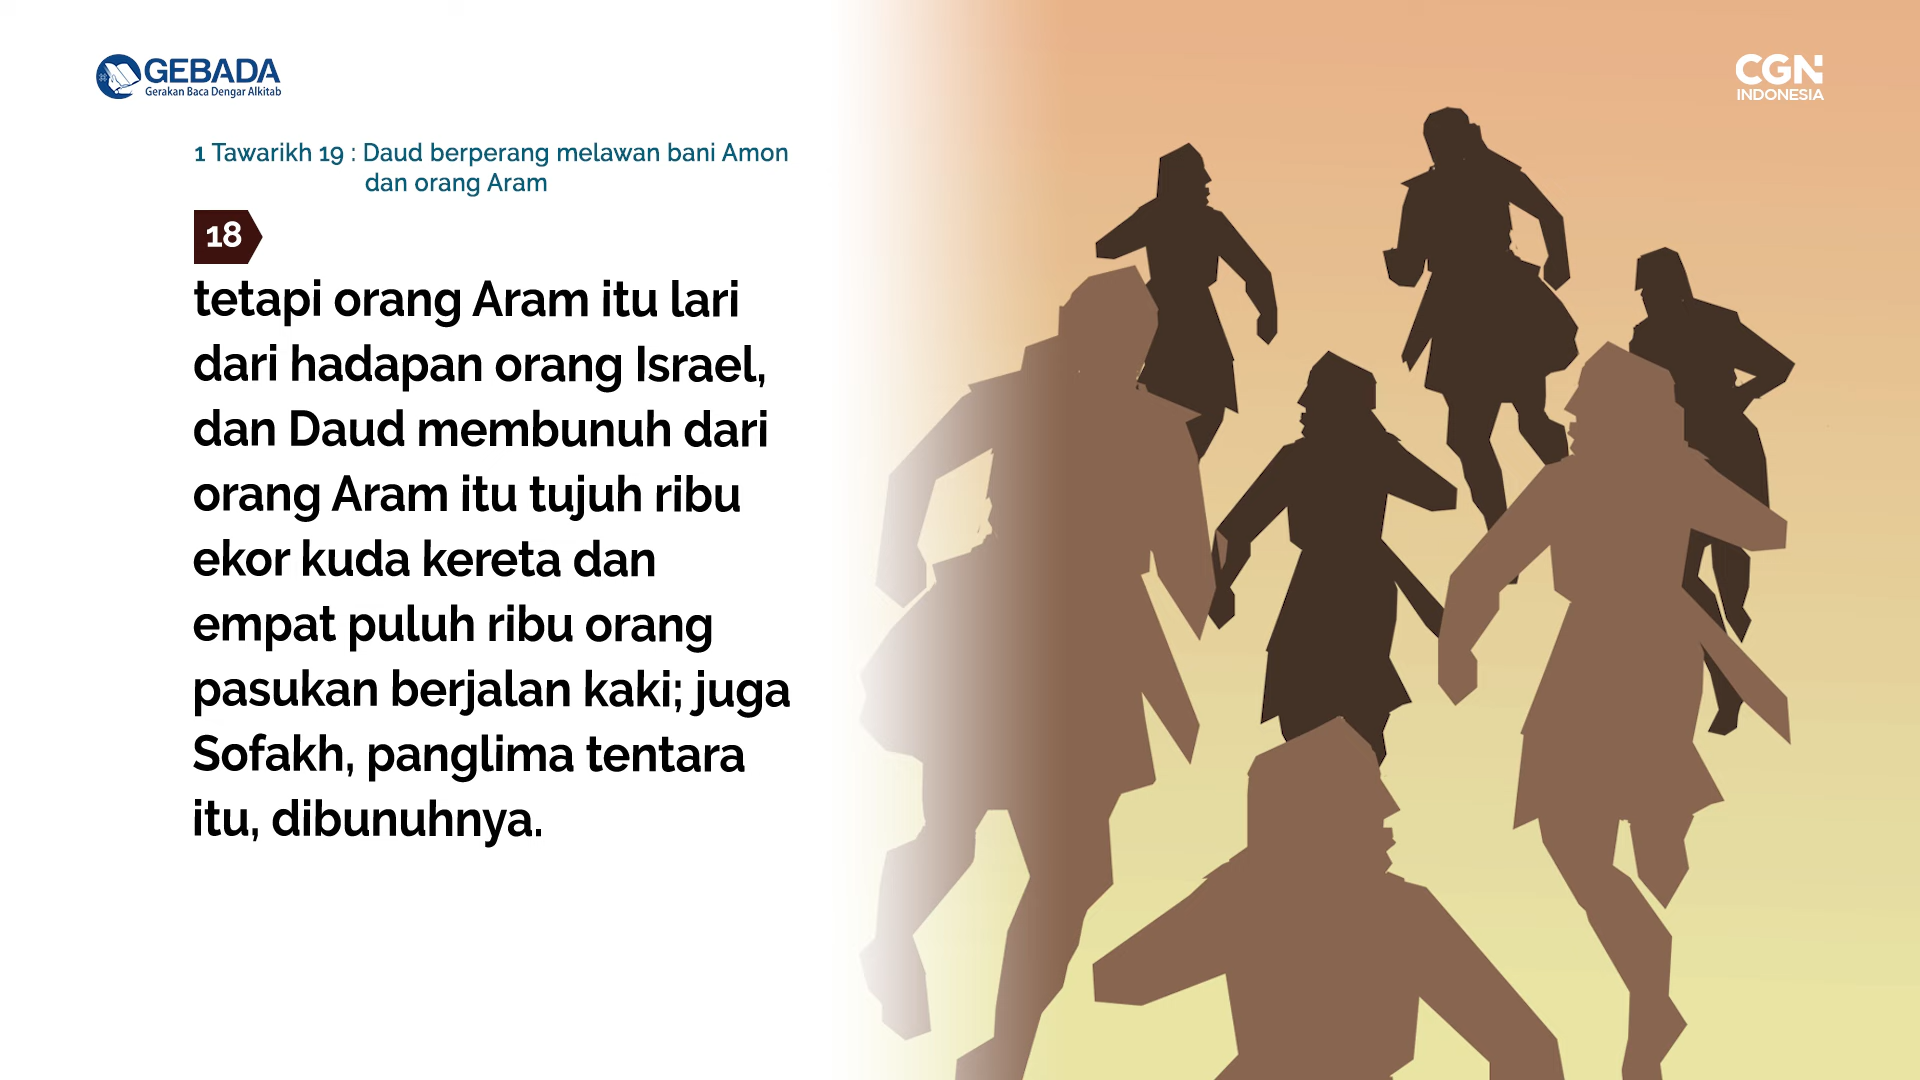 GEBADA
Gerakan Baca Dengar Alkitab
CGN
INDONESIA
1 Tawarikh 19 : Daud berperang melawan bani Amon
dan orang Aram
18
tetapi orang Aram itu lari
dari hadapan orang Israel,
dan Daud membunuh dari
orang Aram itu tujuh ribu
ekor kuda kereta dan
empat puluh ribu orang
pasukan berjalan kaki; juga
Sofakh, panglima tentara
itu, dibunuhnya.